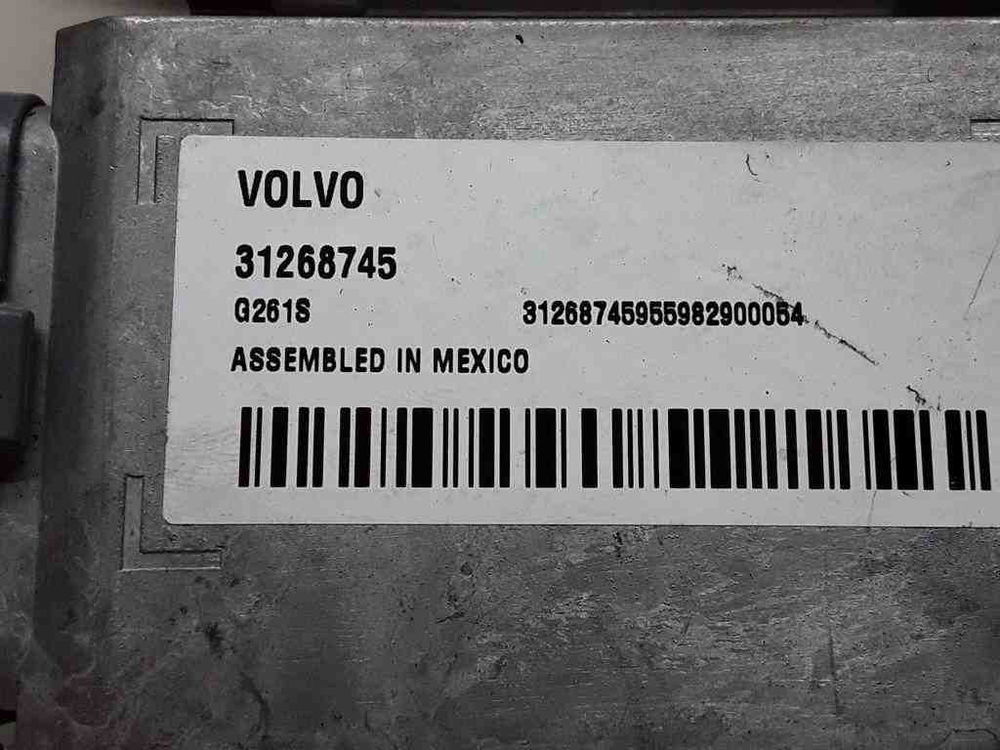 VOLVO
31268745
G261S 31268745955982900054
ASSEMBLED IN MEXICO